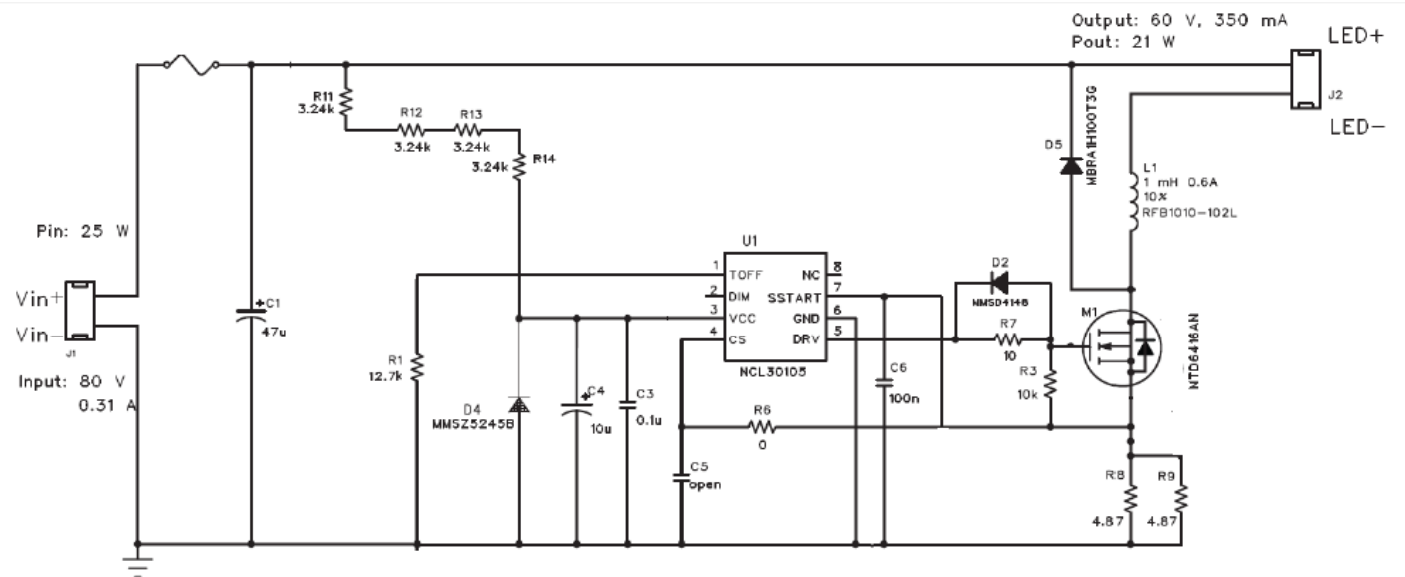 Output: 60 V, 350 mA
Pout: 21 W
LED+
J2
LED-
R11
3.24k
R12
3.24k
R13
3.24k
R14
3.24k
D5
MBRA1H100T3G
L1
1 mH 0.6A
10%
RFB1010-102L
Pin: 25 W
Vin+
Vin-
J1
Input: 80 V
0.31 A
C1
47u
U1
1 TOFF
2 DIM
3 VCC
4 CS
NC 8
SSTART 7
GND 6
DRV 5
NCL30105
D2
MMSD4148
R7
10
R3
10k
M1
NTD6416AN
R1
12.7k
D4
MMSZ5245B
C4
10u
C3
0.1u
C6
100n
R6
0
C5
open
R8
4.87
R9
4.87